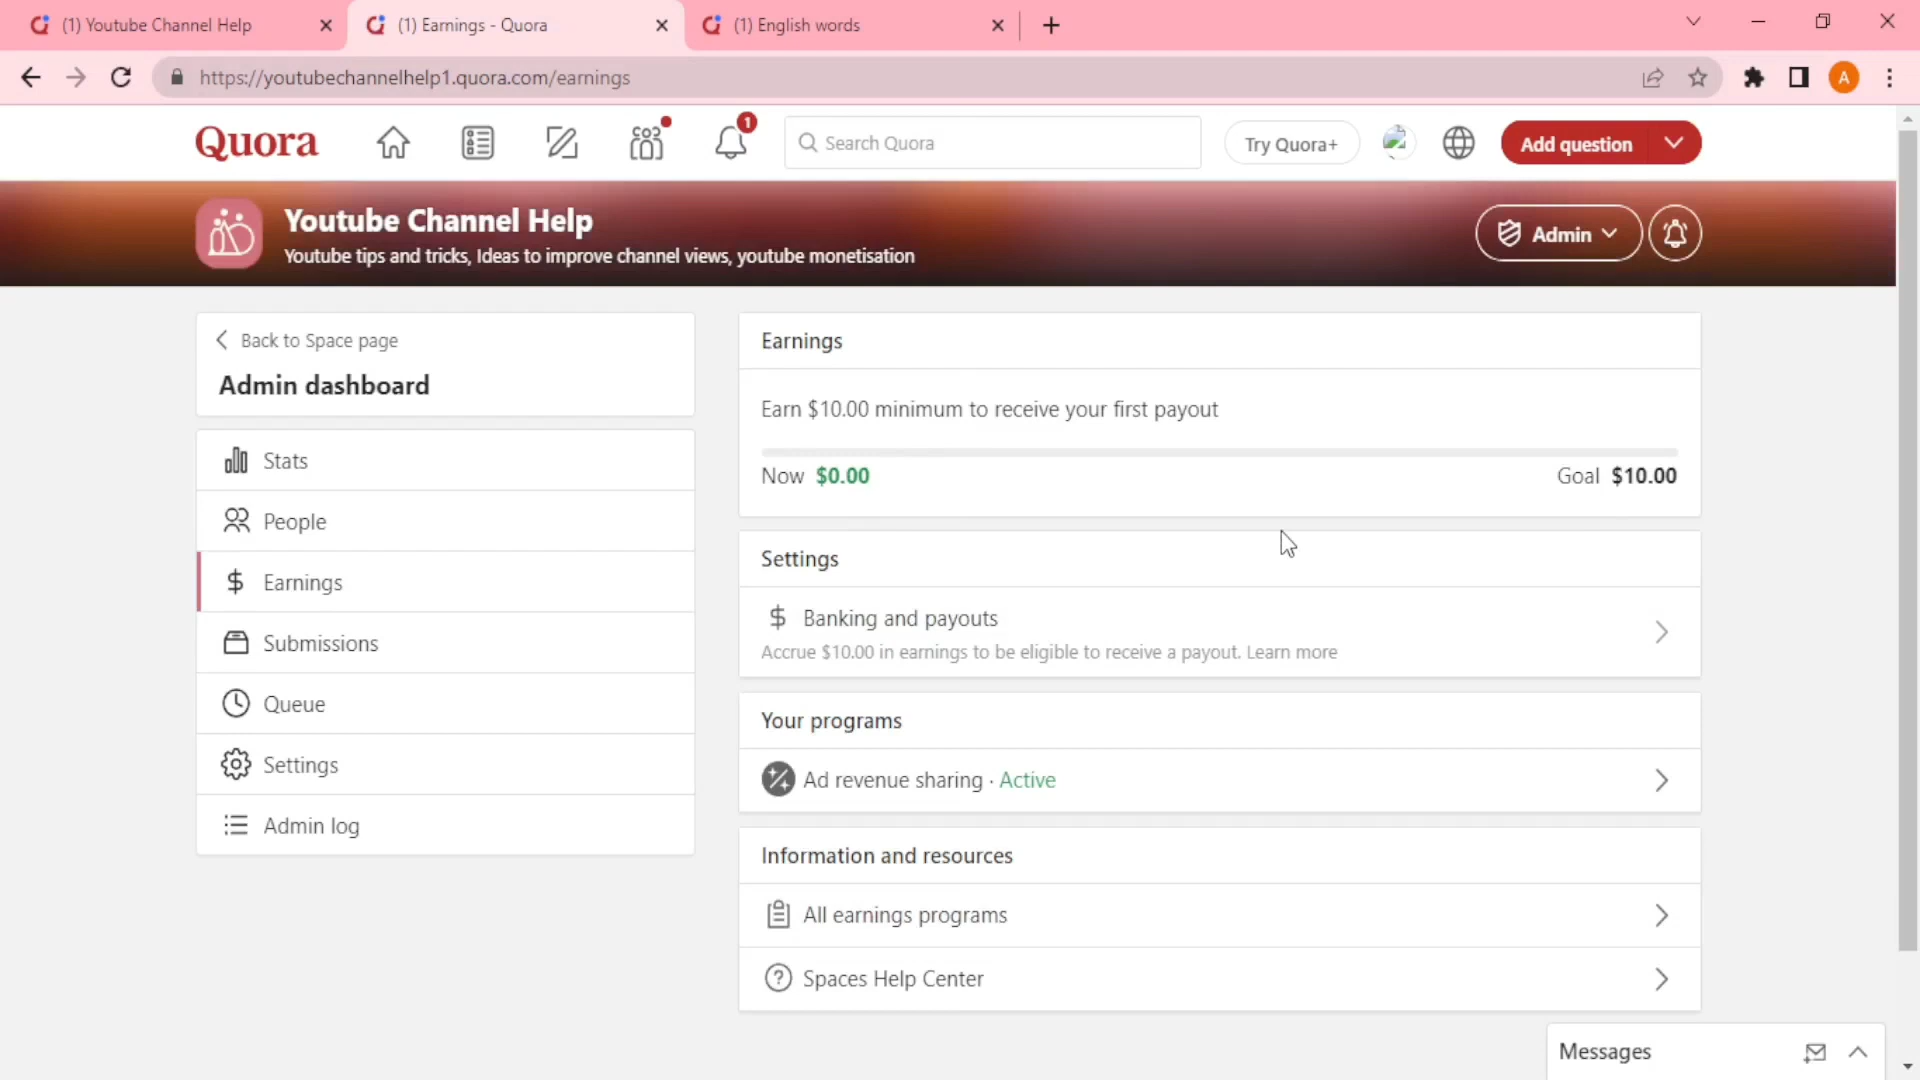 (1) Youtube Channel Help
(1) Earnings - Quora
(1) English words
https://youtubechannelhelp1.quora.com/earnings
A
Quora
1
Search Quora
Try Quora+
Add question
Youtube Channel Help
Youtube tips and tricks, Ideas to improve channel views, youtube monetisation
Admin
Back to Space page
Admin dashboard
Stats
People
Earnings
Submissions
Queue
Settings
Admin log
Earnings
Earn $10.00 minimum to receive your first payout
Now $0.00
Goal $10.00
Settings
Banking and payouts
Accrue $10.00 in earnings to be eligible to receive a payout. Learn more
Your programs
Ad revenue sharing · Active
Information and resources
All earnings programs
Spaces Help Center
Messages